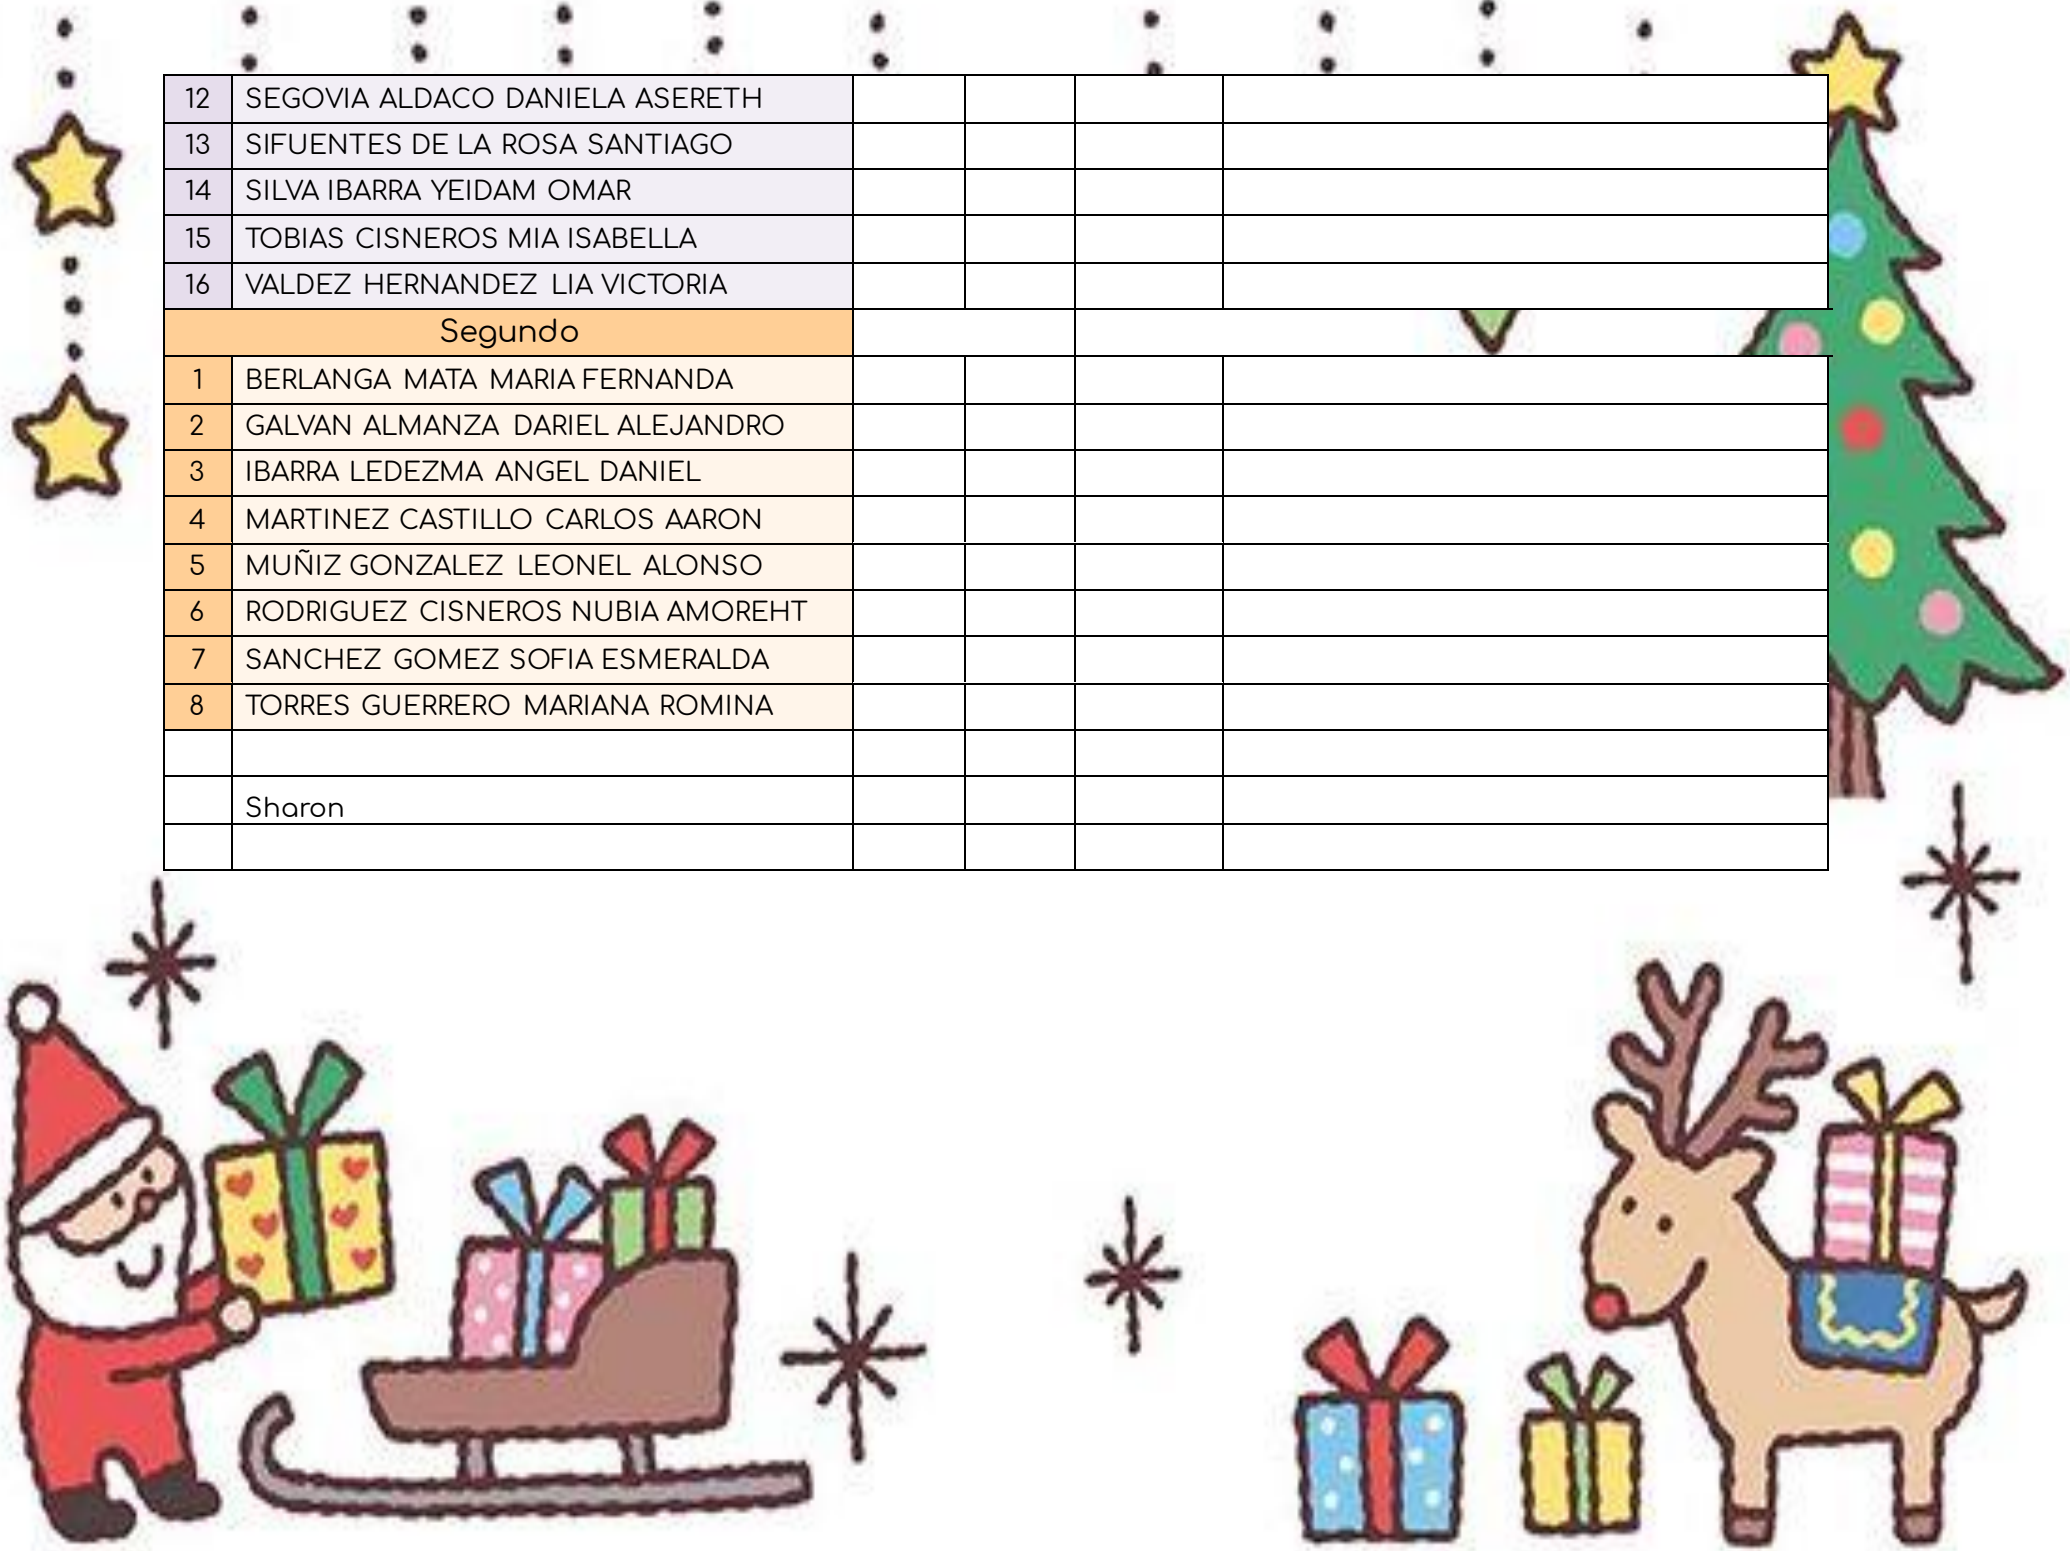 12 SEGOVIA ALDACO DANIELA ASERETH
13 SIFUENTES DE LA ROSA SANTIAGO
14 SILVA IBARRA YEIDAM OMAR
15 TOBIAS CISNEROS MIA ISABELLA
16 VALDEZ HERNANDEZ LIA VICTORIA
Segundo
1 BERLANGA MATA MARIA FERNANDA
2 GALVAN ALMANZA DARIEL ALEJANDRO
3 IBARRA LEDEZMA ANGEL DANIEL
4 MARTINEZ CASTILLO CARLOS AARON
5 MUÑIZ GONZALEZ LEONEL ALONSO
6 RODRIGUEZ CISNEROS NUBIA AMOREHT
7 SANCHEZ GOMEZ SOFIA ESMERALDA
8 TORRES GUERRERO MARIANA ROMINA
Sharon